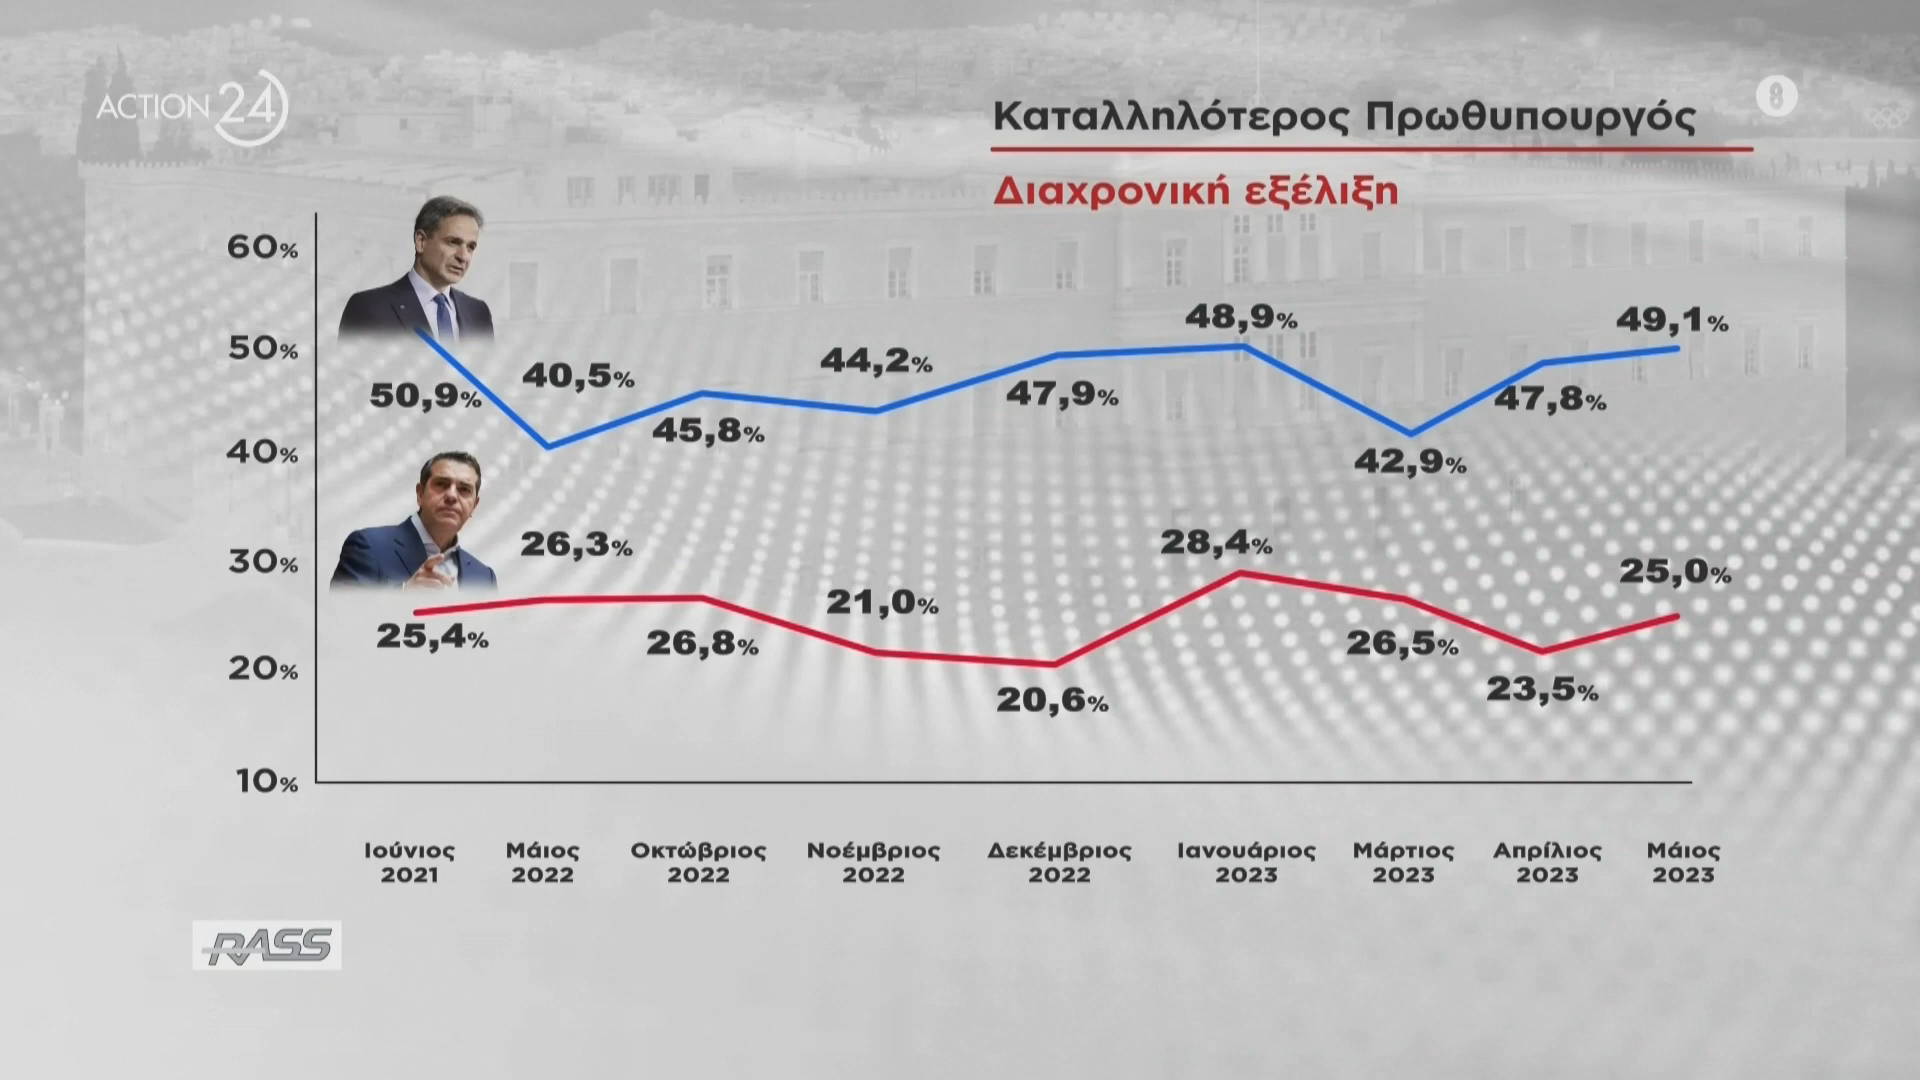 ACTION 24
8
Καταλληλότερος Πρωθυπουργός
Διαχρονική εξέλιξη
60%
50%
40%
30%
20%
10%
50,9%
40,5%
45,8%
44,2%
47,9%
48,9%
42,9%
47,8%
49,1%
25,4%
26,3%
26,8%
21,0%
20,6%
28,4%
26,5%
23,5%
25,0%
Ιούνιος
2021
Μάιος
2022
Οκτώβριος
2022
Νοέμβριος
2022
Δεκέμβριος
2022
Ιανουάριος
2023
Μάρτιος
2023
Απρίλιος
2023
Μάιος
2023
RASS